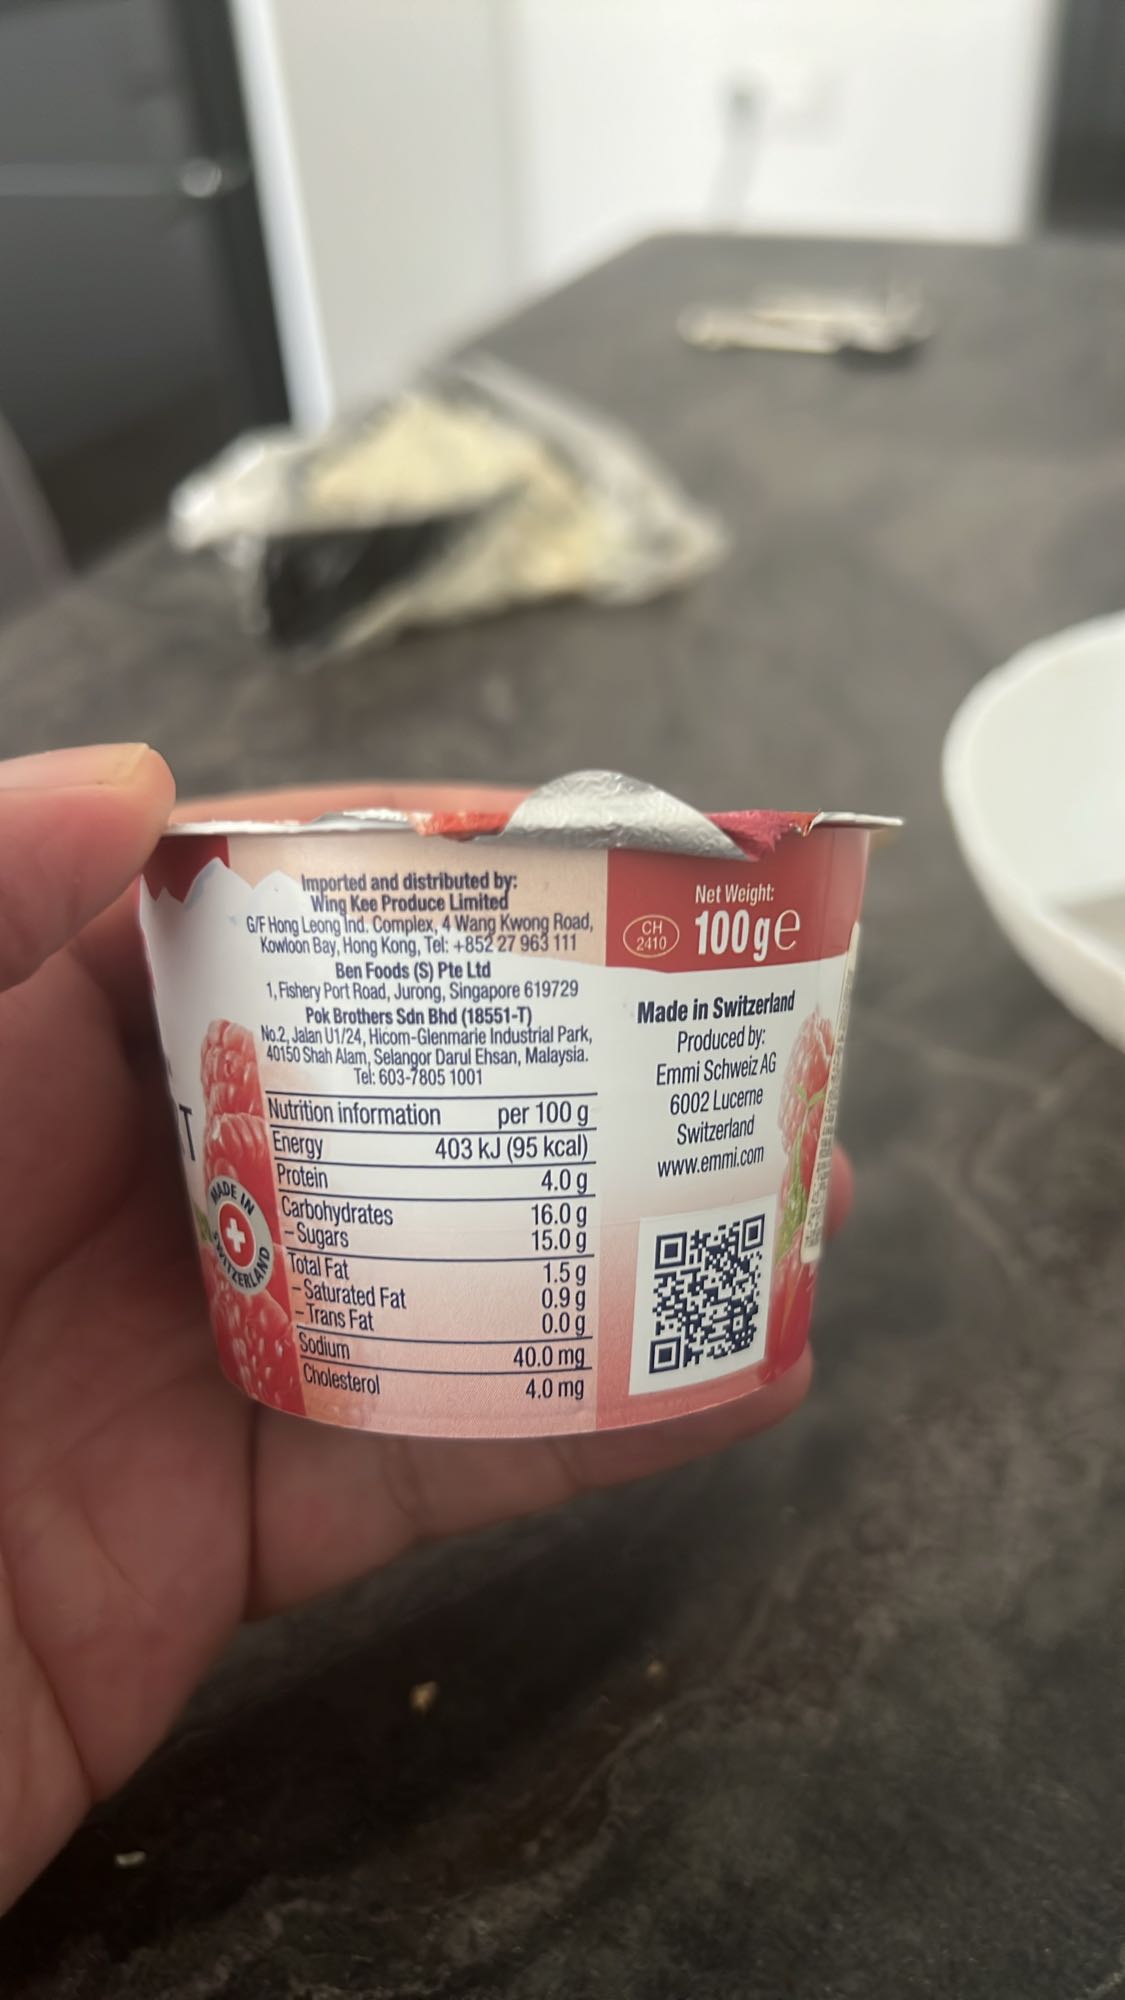 Imported and distributed by:
Wing Kee Produce Limited
G/F Hong Leong Ind. Complex, 4 Wang Kwong Road,
Kowloon Bay, Hong Kong, Tel: +852 27 963 111
Ben Foods (S) Pte Ltd
1, Fishery Port Road, Jurong, Singapore 619729
Pok Brothers Sdn Bhd (18551-T)
No.2, Jalan U1/24, Hicom-Glenmarie Industrial Park,
40150 Shah Alam, Selangor Darul Ehsan, Malaysia.
Tel: 603-7805 1001
Nutrition information per 100 g
Energy 403 kJ (95 kcal)
Protein 4.0 g
Carbohydrates 16.0 g
- Sugars 15.0 g
Total Fat 1.5 g
- Saturated Fat 0.9 g
- Trans Fat 0.0 g
Sodium 40.0 mg
Cholesterol 4.0 mg
T
MADE IN
SWITZERLAND
Net Weight:
CH
2410
100 g e
Made in Switzerland
Produced by:
Emmi Schweiz AG
6002 Lucerne
Switzerland
www.emmi.com